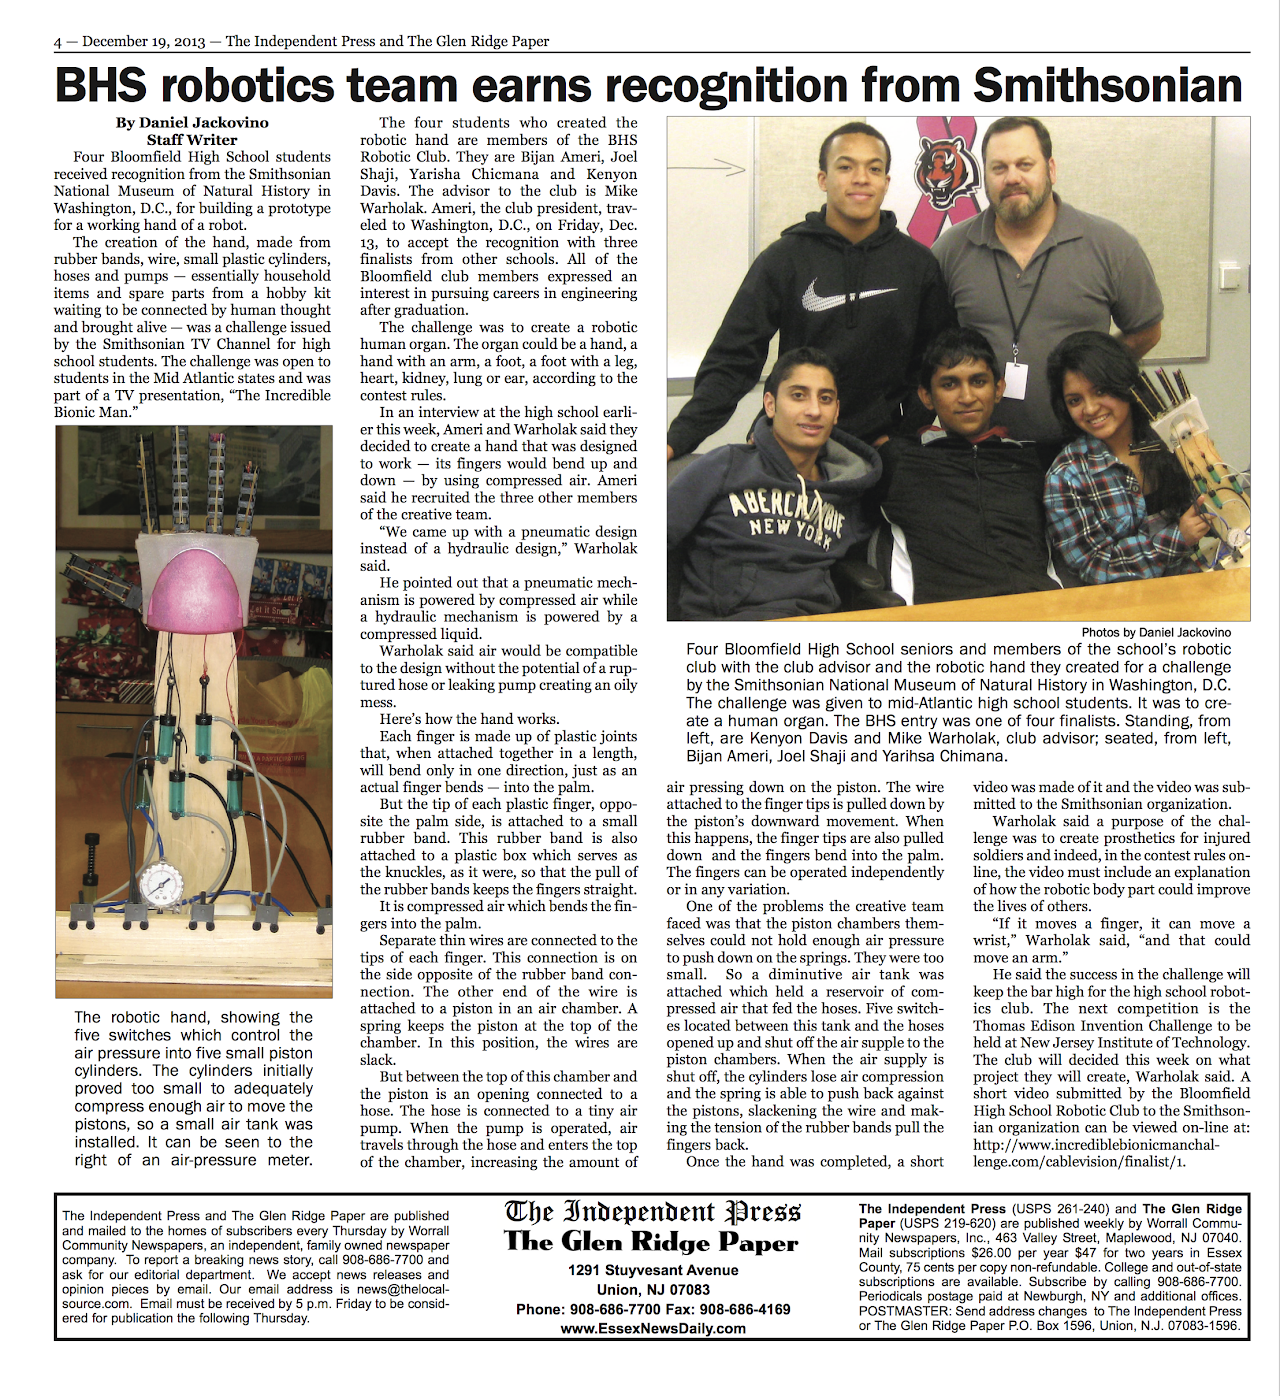 4 — December 19, 2013 — The Independent Press and The Glen Ridge Paper
BHS robotics team earns recognition from Smithsonian
By Daniel Jackovino
Staff Writer
Four Bloomfield High School students
received recognition from the Smithsonian
National Museum of Natural History in
Washington, D.C., for building a prototype
for a working hand of a robot.
The creation of the hand, made from
rubber bands, wire, small plastic cylinders,
hoses and pumps — essentially household
items and spare parts from a hobby kit
waiting to be connected by human thought
and brought alive — was a challenge issued
by the Smithsonian TV Channel for high
school students. The challenge was open to
students in the Mid Atlantic states and was
part of a TV presentation, “The Incredible
Bionic Man.”
Let it Snow
The robotic hand, showing the
five switches which control the
air pressure into five small piston
cylinders. The cylinders initially
proved too small to adequately
compress enough air to move the
pistons, so a small air tank was
installed. It can be seen to the
right of an air-pressure meter.
The four students who created the
robotic hand are members of the BHS
Robotic Club. They are Bijan Ameri, Joel
Shaji, Yarisha Chicmana and Kenyon
Davis. The advisor to the club is Mike
Warholak. Ameri, the club president, trav-
eled to Washington, D.C., on Friday, Dec.
13, to accept the recognition with three
finalists from other schools. All of the
Bloomfield club members expressed an
interest in pursuing careers in engineering
after graduation.
The challenge was to create a robotic
human organ. The organ could be a hand, a
hand with an arm, a foot, a foot with a leg,
heart, kidney, lung or ear, according to the
contest rules.
In an interview at the high school earli-
er this week, Ameri and Warholak said they
decided to create a hand that was designed
to work — its fingers would bend up and
down — by using compressed air. Ameri
said he recruited the three other members
of the creative team.
“We came up with a pneumatic design
instead of a hydraulic design,” Warholak
said.
He pointed out that a pneumatic mech-
anism is powered by compressed air while
a hydraulic mechanism is powered by a
compressed liquid.
Warholak said air would be compatible
to the design without the potential of a rup-
tured hose or leaking pump creating an oily
mess.
Here’s how the hand works.
Each finger is made up of plastic joints
that, when attached together in a length,
will bend only in one direction, just as an
actual finger bends — into the palm.
But the tip of each plastic finger, oppo-
site the palm side, is attached to a small
rubber band. This rubber band is also
attached to a plastic box which serves as
the knuckles, as it were, so that the pull of
the rubber bands keeps the fingers straight.
It is compressed air which bends the fin-
gers into the palm.
Separate thin wires are connected to the
tips of each finger. This connection is on
the side opposite of the rubber band con-
nection. The other end of the wire is
attached to a piston in an air chamber. A
spring keeps the piston at the top of the
chamber. In this position, the wires are
slack.
But between the top of this chamber and
the piston is an opening connected to a
hose. The hose is connected to a tiny air
pump. When the pump is operated, air
travels through the hose and enters the top
of the chamber, increasing the amount of
ABERCROMBIE
NEW YORK
Photos by Daniel Jackovino
Four Bloomfield High School seniors and members of the school’s robotic
club with the club advisor and the robotic hand they created for a challenge
by the Smithsonian National Museum of Natural History in Washington, D.C.
The challenge was given to mid-Atlantic high school students. It was to cre-
ate a human organ. The BHS entry was one of four finalists. Standing, from
left, are Kenyon Davis and Mike Warholak, club advisor; seated, from left,
Bijan Ameri, Joel Shaji and Yarihsa Chimana.
air pressing down on the piston. The wire
attached to the finger tips is pulled down by
the piston’s downward movement. When
this happens, the finger tips are also pulled
down and the fingers bend into the palm.
The fingers can be operated independently
or in any variation.
One of the problems the creative team
faced was that the piston chambers them-
selves could not hold enough air pressure
to push down on the springs. They were too
small. So a diminutive air tank was
attached which held a reservoir of com-
pressed air that fed the hoses. Five switch-
es located between this tank and the hoses
opened up and shut off the air supple to the
piston chambers. When the air supply is
shut off, the cylinders lose air compression
and the spring is able to push back against
the pistons, slackening the wire and mak-
ing the tension of the rubber bands pull the
fingers back.
Once the hand was completed, a short
video was made of it and the video was sub-
mitted to the Smithsonian organization.
Warholak said a purpose of the chal-
lenge was to create prosthetics for injured
soldiers and indeed, in the contest rules on-
line, the video must include an explanation
of how the robotic body part could improve
the lives of others.
“If it moves a finger, it can move a
wrist,” Warholak said, “and that could
move an arm.”
He said the success in the challenge will
keep the bar high for the high school robot-
ics club. The next competition is the
Thomas Edison Invention Challenge to be
held at New Jersey Institute of Technology.
The club will decided this week on what
project they will create, Warholak said. A
short video submitted by the Bloomfield
High School Robotic Club to the Smithson-
ian organization can be viewed on-line at:
http://www.incrediblebionicmanchal-
lenge.com/cablevision/finalist/1.
The Independent Press and The Glen Ridge Paper are published
and mailed to the homes of subscribers every Thursday by Worrall
Community Newspapers, an independent, family owned newspaper
company. To report a breaking news story, call 908-686-7700 and
ask for our editorial department. We accept news releases and
opinion pieces by email. Our email address is news@thelocal-
source.com. Email must be received by 5 p.m. Friday to be consid-
ered for publication the following Thursday.
The Independent Press
The Glen Ridge Paper
1291 Stuyvesant Avenue
Union, NJ 07083
Phone: 908-686-7700 Fax: 908-686-4169
www.EssexNewsDaily.com
The Independent Press (USPS 261-240) and The Glen Ridge
Paper (USPS 219-620) are published weekly by Worrall Commu-
nity Newspapers, Inc., 463 Valley Street, Maplewood, NJ 07040.
Mail subscriptions $26.00 per year $47 for two years in Essex
County, 75 cents per copy non-refundable. College and out-of-state
subscriptions are available. Subscribe by calling 908-686-7700.
Periodicals postage paid at Newburgh, NY and additional offices.
POSTMASTER: Send address changes to The Independent Press
or The Glen Ridge Paper P.O. Box 1596, Union, N.J. 07083-1596.